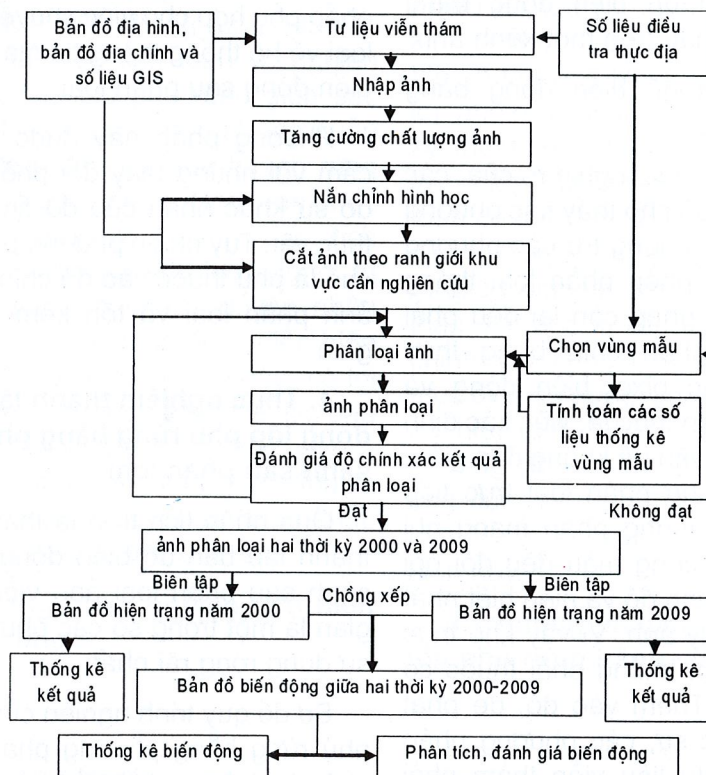 Bản đồ địa hình,
bản đồ địa chính và
số liệu GIS
Tư liệu viễn thám
Số liệu điều
tra thực địa
Nhập ảnh
Tăng cường chất lượng ảnh
Nắn chỉnh hình học
Cắt ảnh theo ranh giới khu
vực cần nghiên cứu
Phân loại ảnh
Chọn vùng mẫu
ảnh phân loại
Tính toán các số
liệu thống kê
vùng mẫu
Đánh giá độ chính xác kết quả
phân loại
Đạt
Không đạt
ảnh phân loại hai thời kỳ 2000 và 2009
Biên tập
Chồng xếp
Biên tập
Bản đồ hiện trạng năm 2000
Bản đồ hiện trạng năm 2009
Thống kê
kết quả
Thống kê
kết quả
Bản đồ biến động giữa hai thời kỳ 2000-2009
Thống kê biến động
Phân tích, đánh giá biến động